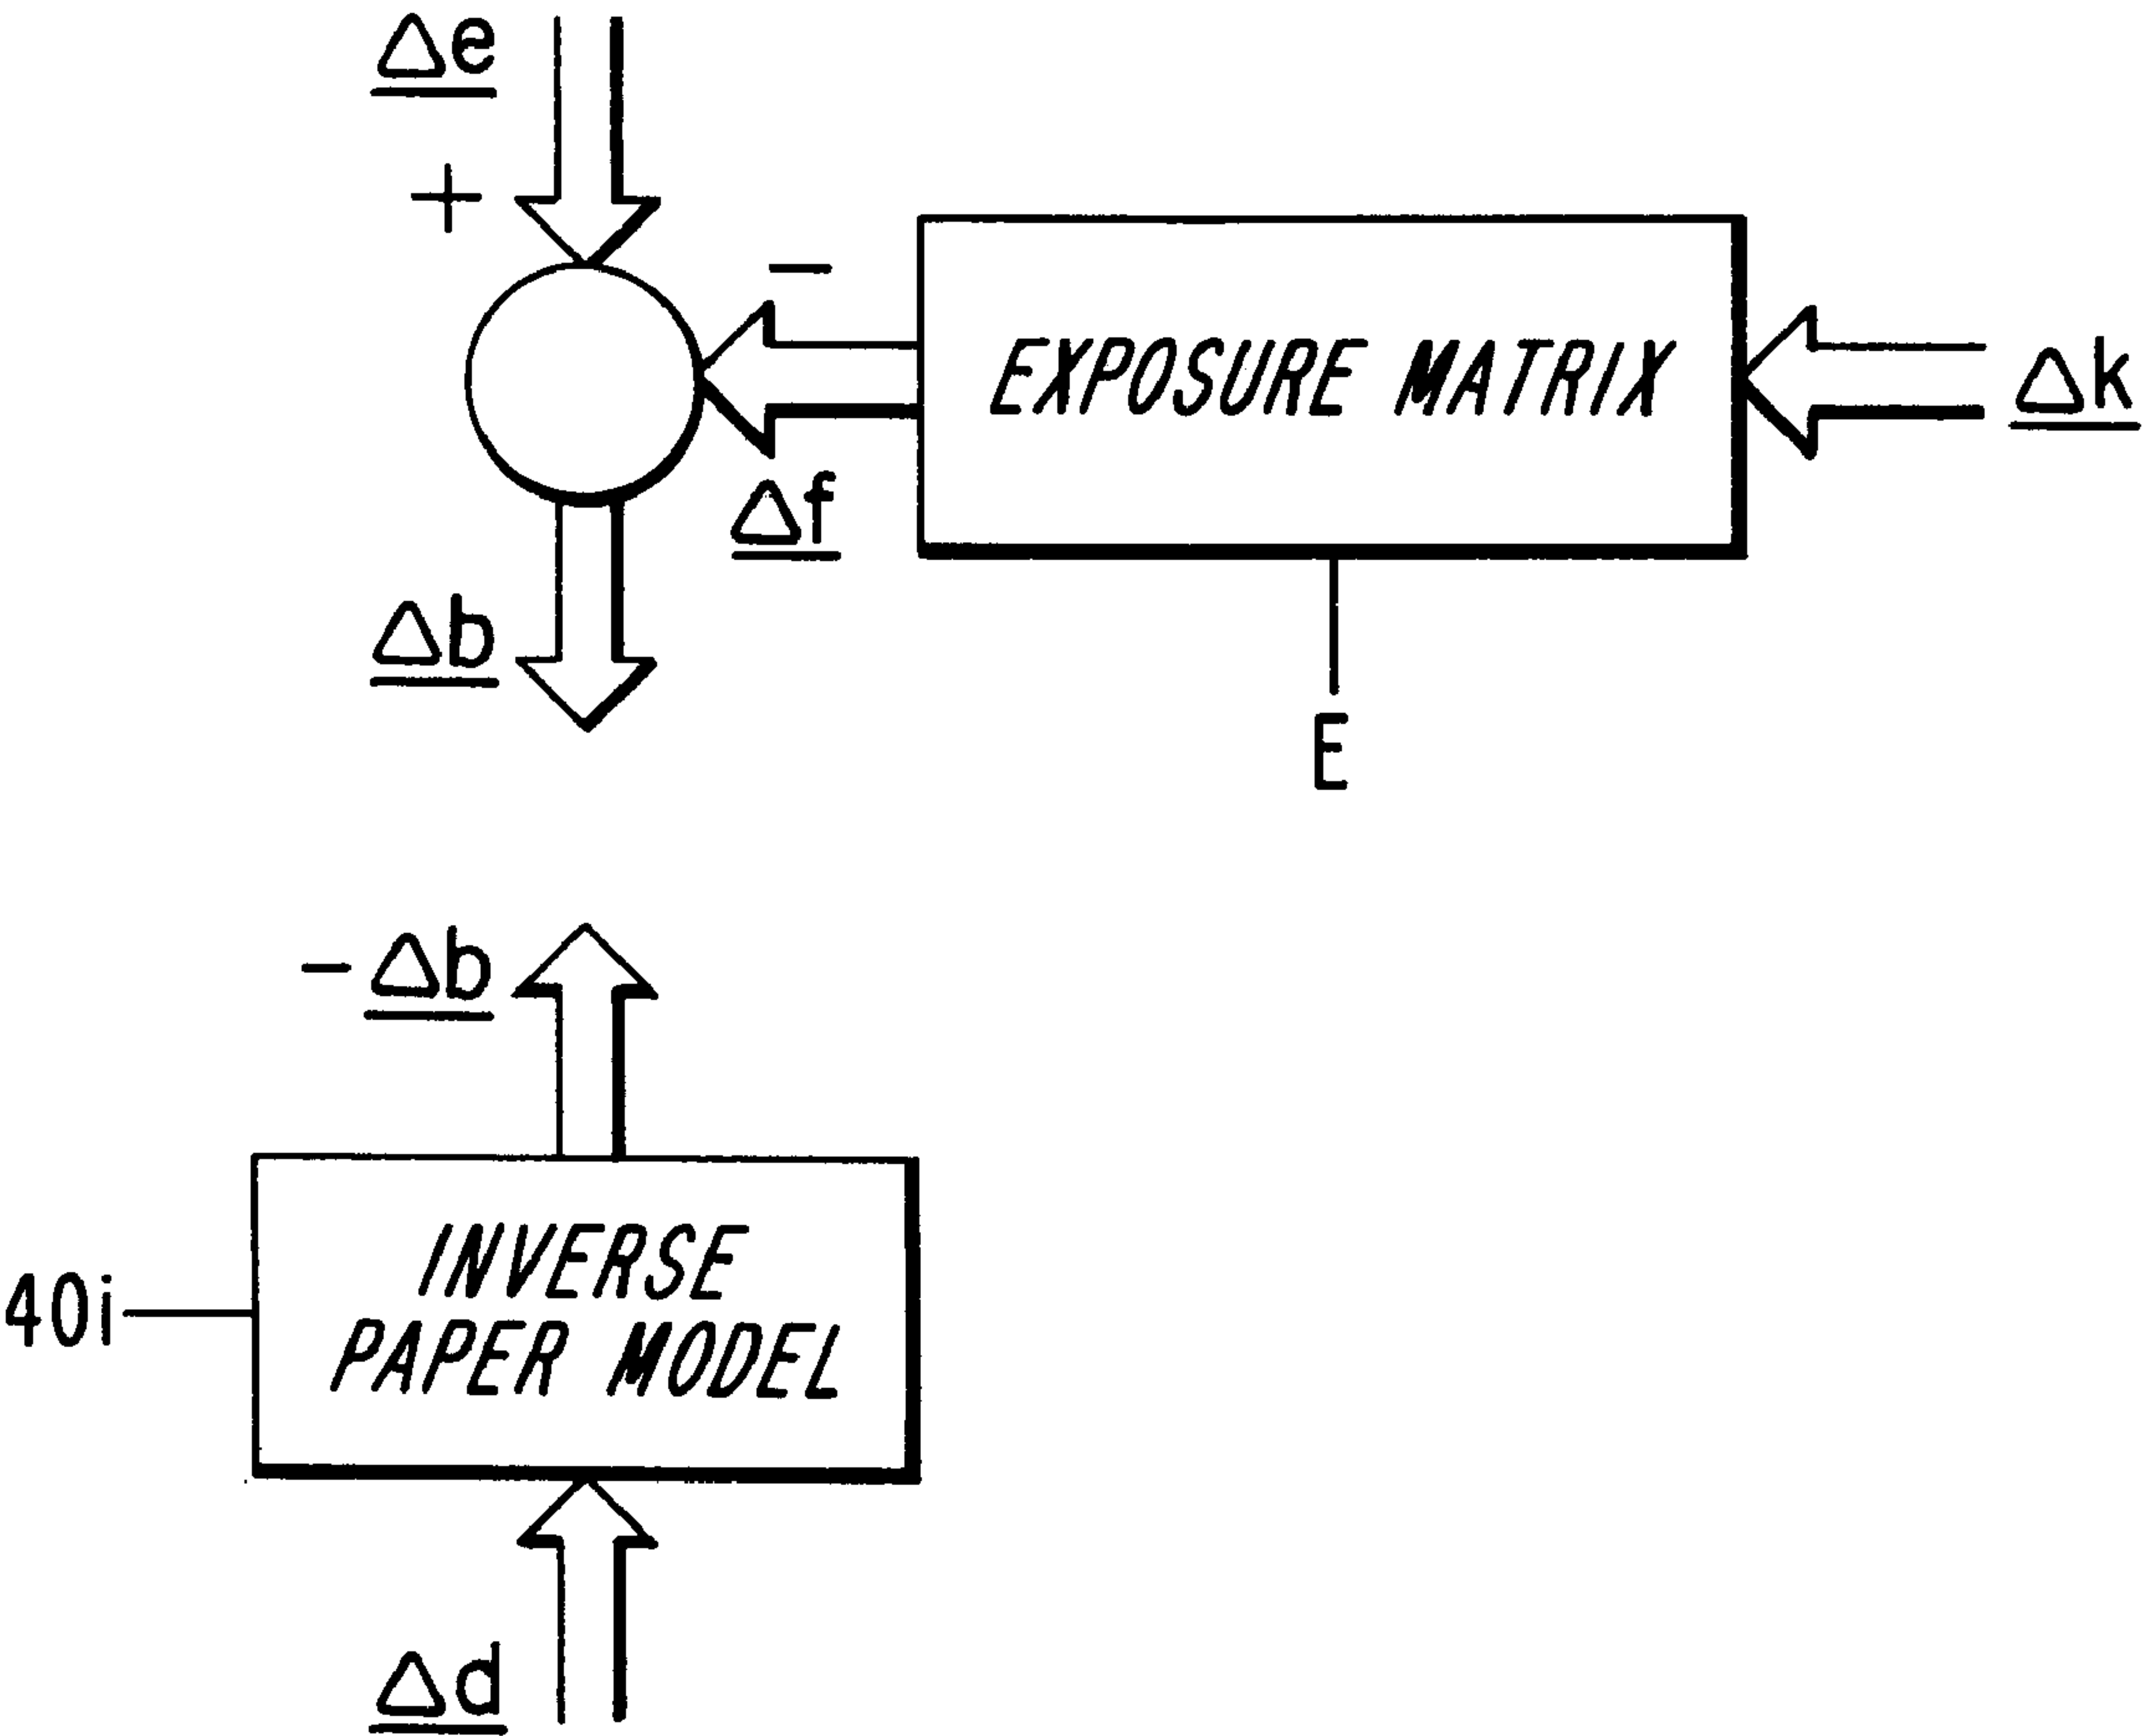 Δe
+
−
EXPOSURE MATRIX
Δk
Δf
Δb
E
− Δb
INVERSE
PAPER MODEL
40i
Δd